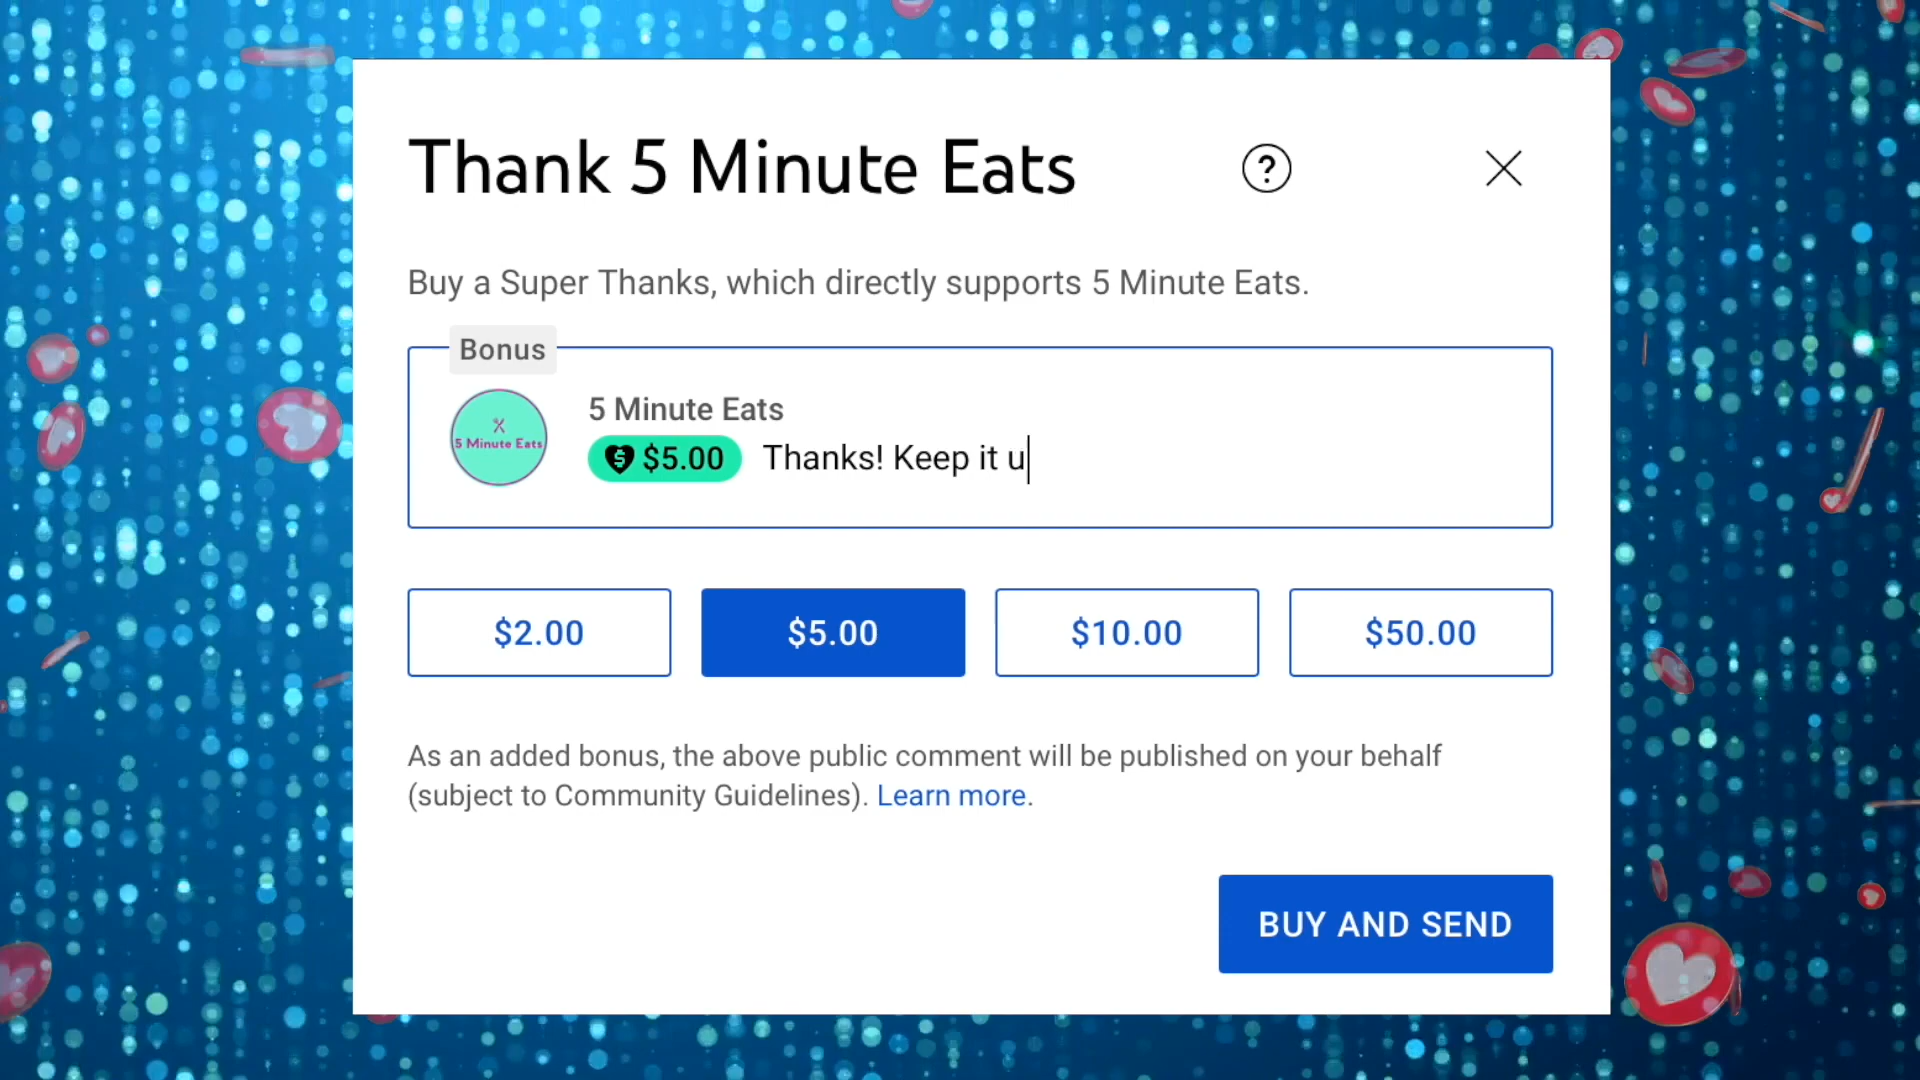 Thank 5 Minute Eats
?
Buy a Super Thanks, which directly supports 5 Minute Eats.
Bonus
5 Minute Eats
5 Minute Eats
$5.00 Thanks! Keep it u
$2.00 $5.00 $10.00 $50.00
As an added bonus, the above public comment will be published on your behalf
(subject to Community Guidelines). Learn more.
BUY AND SEND